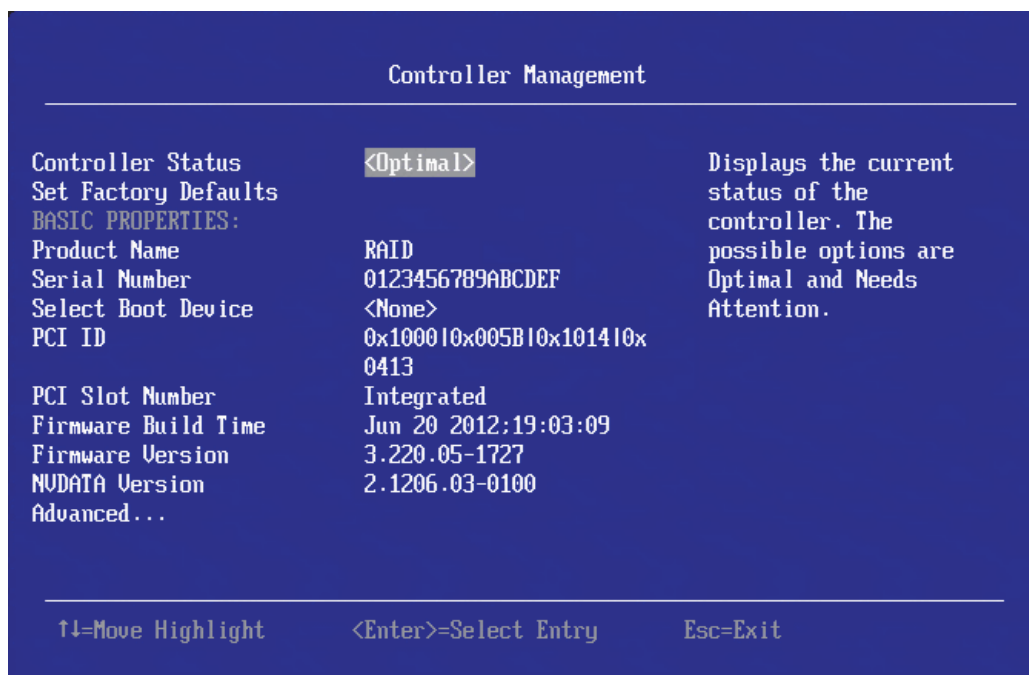 Controller Management
Controller Status <Optimal>
Set Factory Defaults
BASIC PROPERTIES:
Product Name RAID
Serial Number 0123456789ABCDEF
Select Boot Device <None>
PCI ID 0x1000|0x005B|0x1014|0x
0413
PCI Slot Number Integrated
Firmware Build Time Jun 20 2012;19:03:09
Firmware Version 3.220.05-1727
NVDATA Version 2.1206.03-0100
Advanced...
Displays the current
status of the
controller. The
possible options are
Optimal and Needs
Attention.
↑↓=Move Highlight <Enter>=Select Entry Esc=Exit